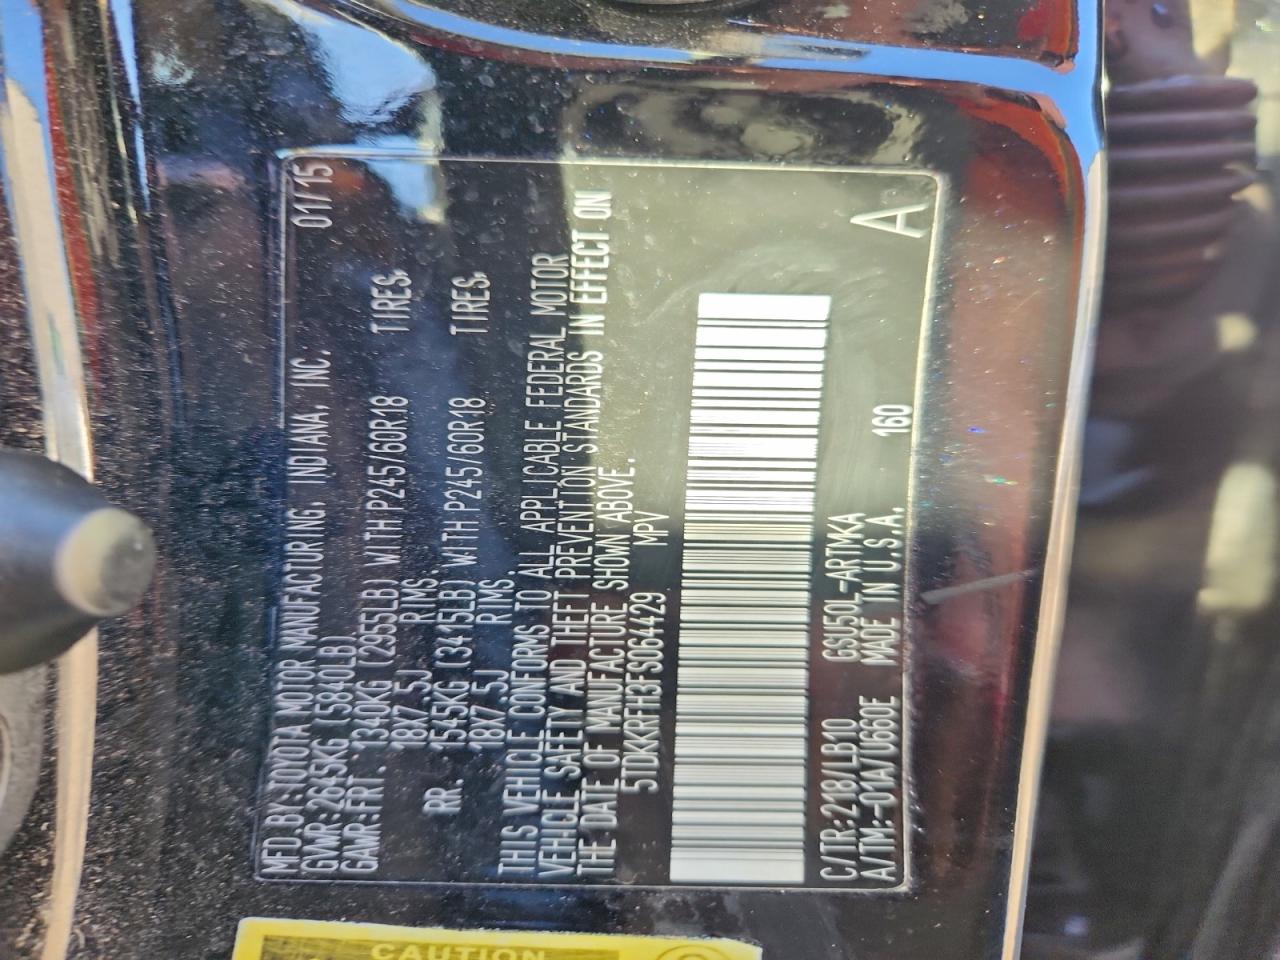 MFD.BY:TOYOTA MOTOR MANUFACTURING, INDIANA, INC. 01/15
GVWR:2645KG (5840LB)
GAWR:FRT. 1340KG (2955LB) WITH P245/60R18 TIRES,
18X7.5J RIMS.
RR. 1545KG (3415LB) WITH P245/60R18 TIRES,
18X7.5J RIMS.
THIS VEHICLE CONFORMS TO ALL APPLICABLE FEDERAL MOTOR
VEHICLE SAFETY AND THEFT PREVENTION STANDARDS IN EFFECT ON
THE DATE OF MANUFACTURE SHOWN ABOVE.
5TDKKRFH3FS064429 MPV
C/TR:218/LB10 GSU50L-ARTMKA
A/TM:-01A/U660E MADE IN U.S.A. 160 A
CAUTION